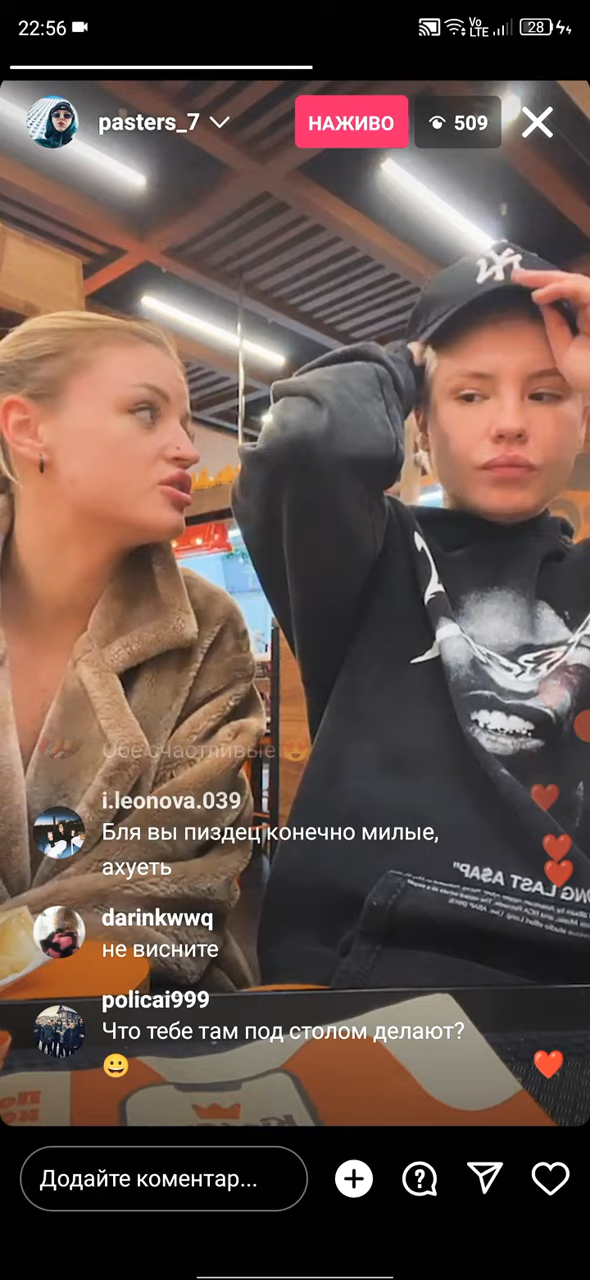 22:56
Vo
LTE
28
pasters_7
НАЖИВО
509
Обе счастливые
i.leonova.039
Бля вы пиздец конечно милые,
ахуеть
darinkwwq
не висните
policai999
Что тебе там под столом делают?
😀
Додайте коментар...